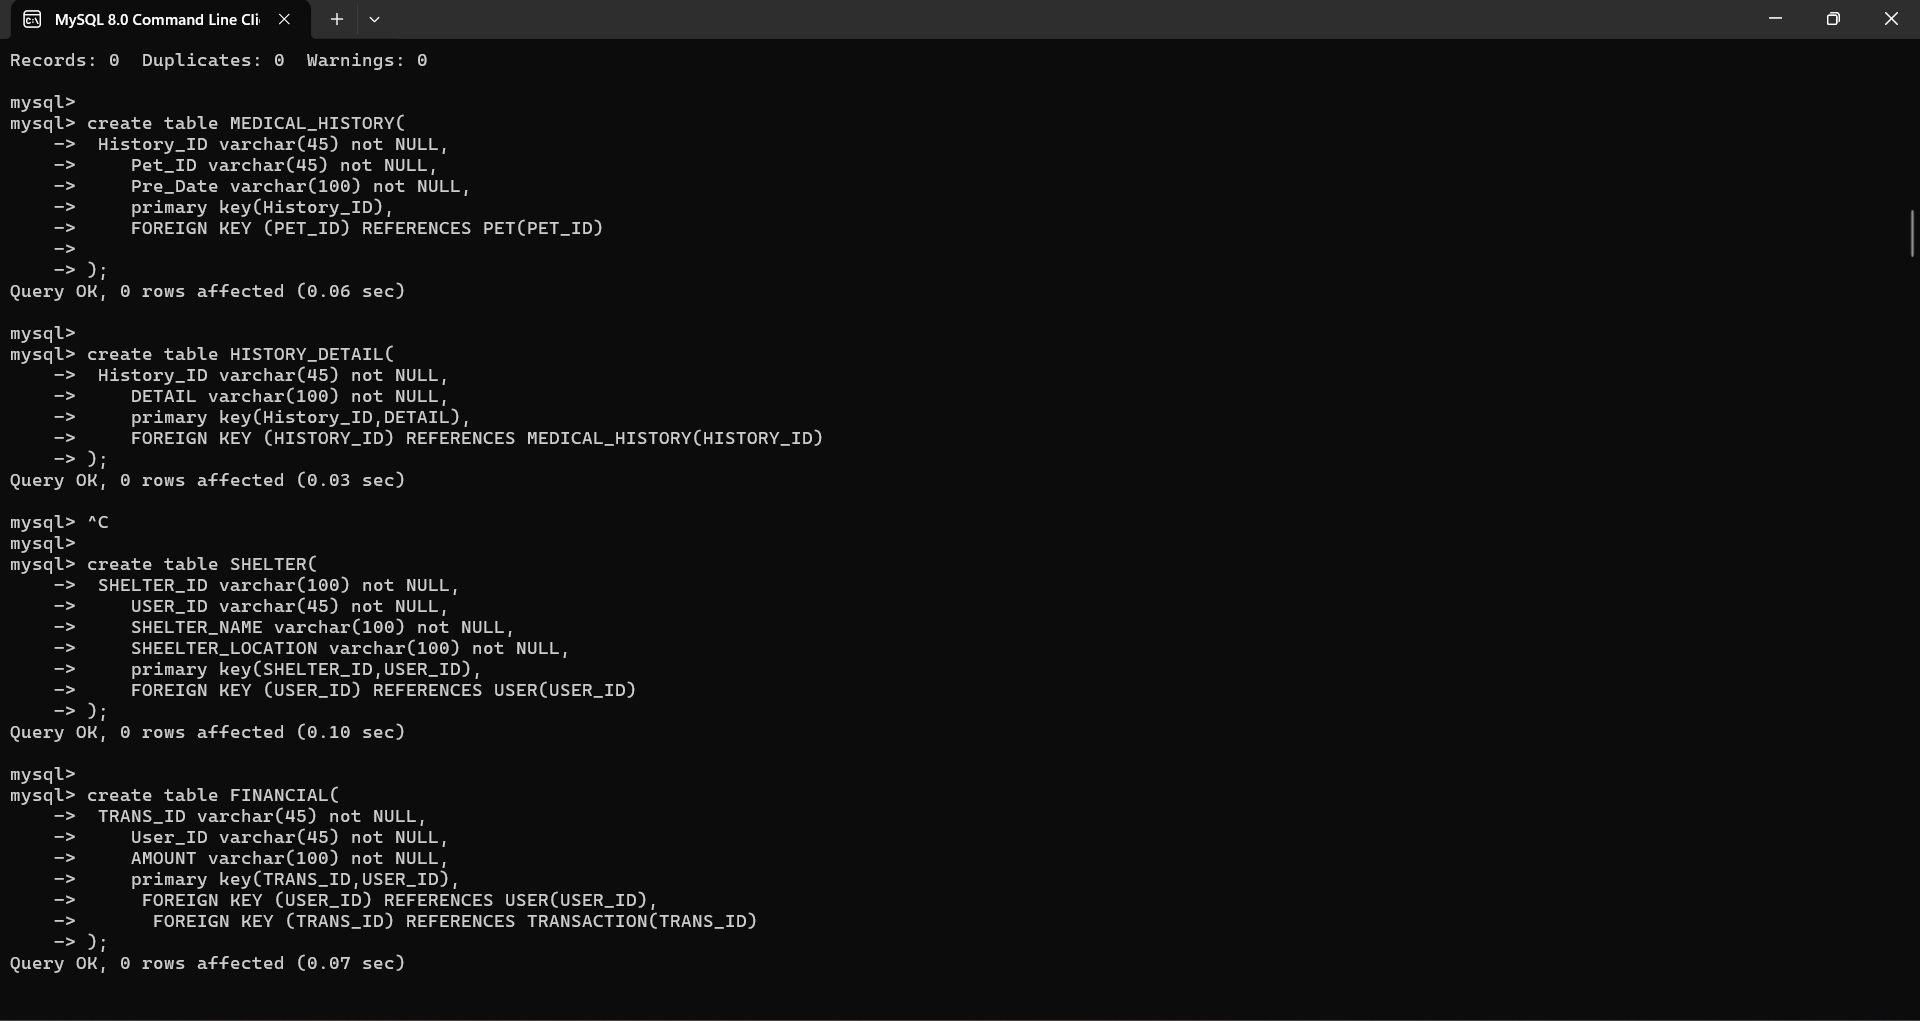 MySQL 8.0 Command Line Cli
Records: 0  Duplicates: 0  Warnings: 0
mysql>
mysql> create table MEDICAL_HISTORY(
    ->  History_ID varchar(45) not NULL,
    ->     Pet_ID varchar(45) not NULL,
    ->     Pre_Date varchar(100) not NULL,
    ->     primary key(History_ID),
    ->     FOREIGN KEY (PET_ID) REFERENCES PET(PET_ID)
    ->
    -> );
Query OK, 0 rows affected (0.06 sec)
mysql>
mysql> create table HISTORY_DETAIL(
    ->  History_ID varchar(45) not NULL,
    ->     DETAIL varchar(100) not NULL,
    ->     primary key(History_ID,DETAIL),
    ->     FOREIGN KEY (HISTORY_ID) REFERENCES MEDICAL_HISTORY(HISTORY_ID)
    -> );
Query OK, 0 rows affected (0.03 sec)
mysql> ^C
mysql>
mysql> create table SHELTER(
    ->  SHELTER_ID varchar(100) not NULL,
    ->     USER_ID varchar(45) not NULL,
    ->     SHELTER_NAME varchar(100) not NULL,
    ->     SHEELTER_LOCATION varchar(100) not NULL,
    ->     primary key(SHELTER_ID,USER_ID),
    ->     FOREIGN KEY (USER_ID) REFERENCES USER(USER_ID)
    -> );
Query OK, 0 rows affected (0.10 sec)
mysql>
mysql> create table FINANCIAL(
    ->  TRANS_ID varchar(45) not NULL,
    ->     User_ID varchar(45) not NULL,
    ->     AMOUNT varchar(100) not NULL,
    ->     primary key(TRANS_ID,USER_ID),
    ->      FOREIGN KEY (USER_ID) REFERENCES USER(USER_ID),
    ->       FOREIGN KEY (TRANS_ID) REFERENCES TRANSACTION(TRANS_ID)
    -> );
Query OK, 0 rows affected (0.07 sec)